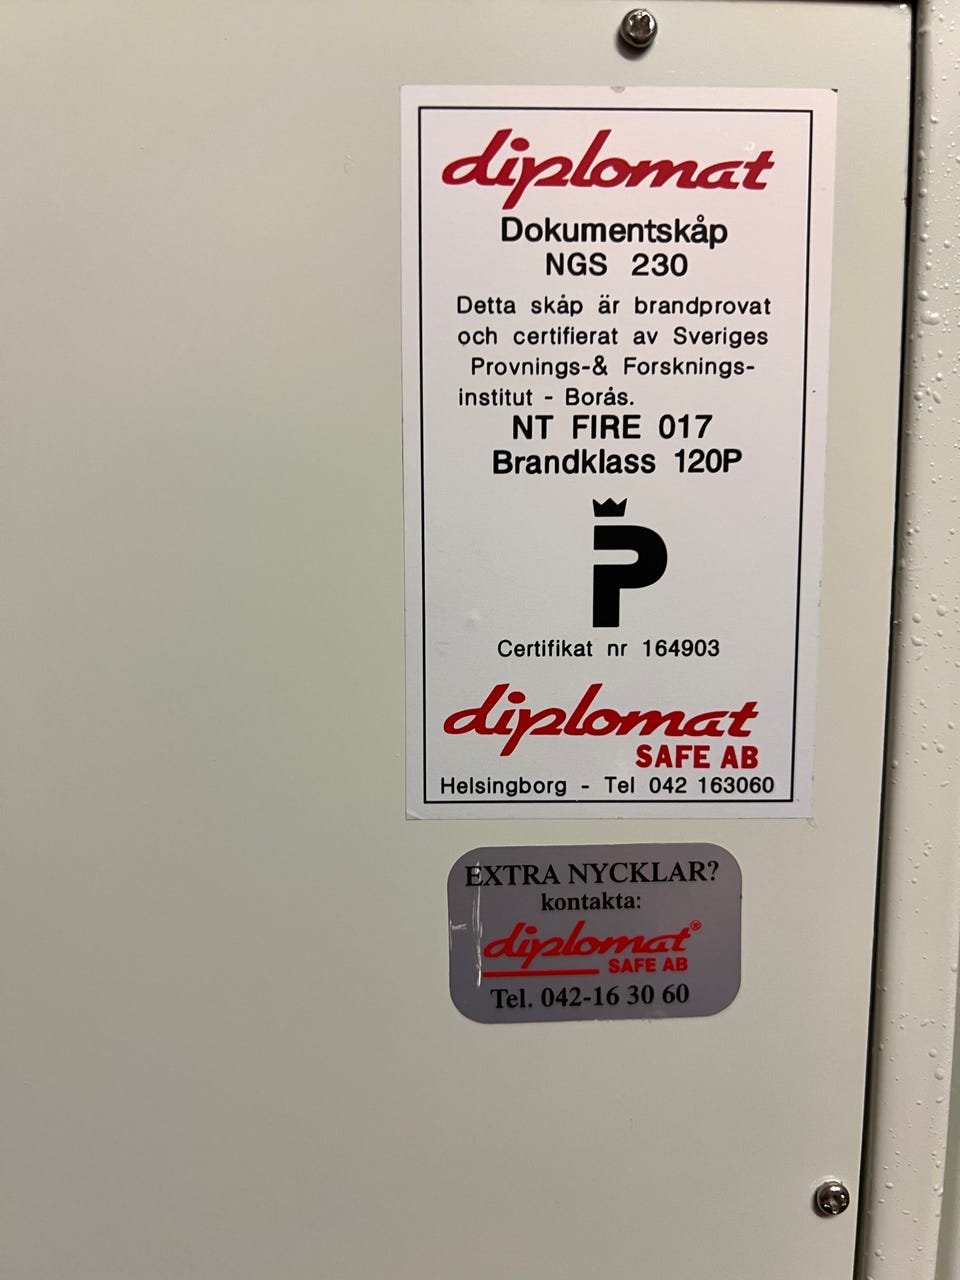 diplomat
Dokumentskåp
NGS 230
Detta skåp är brandprovat
och certifierat av Sveriges
Provnings-& Forsknings-
institut - Borås.
NT FIRE 017
Brandklass 120P
P
Certifikat nr 164903
diplomat
SAFE AB
Helsingborg - Tel 042 163060
EXTRA NYCKLAR?
kontakta:
diplomat®
SAFE AB
Tel. 042-16 30 60